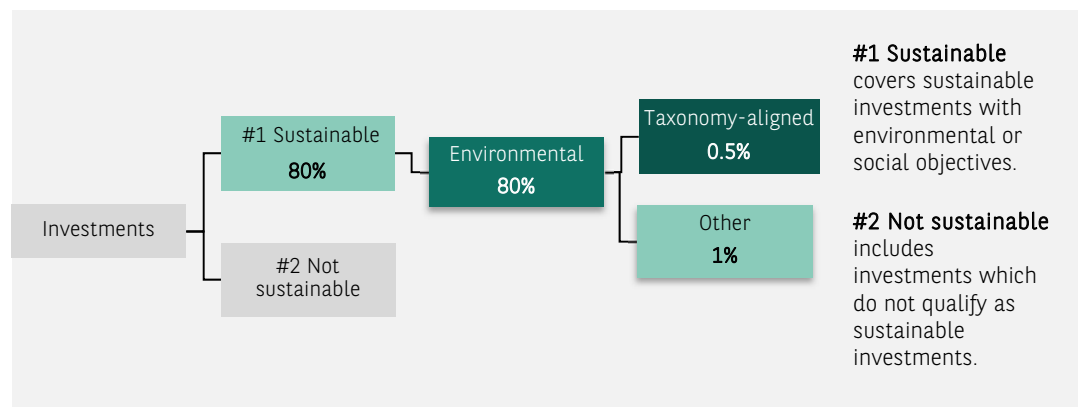 Investments
#1 Sustainable
80%
#2 Not
sustainable
Environmental
80%
Taxonomy-aligned
0.5%
Other
1%
#1 Sustainable
covers sustainable
investments with
environmental or
social objectives.
#2 Not sustainable
includes
investments which
do not qualify as
sustainable
investments.